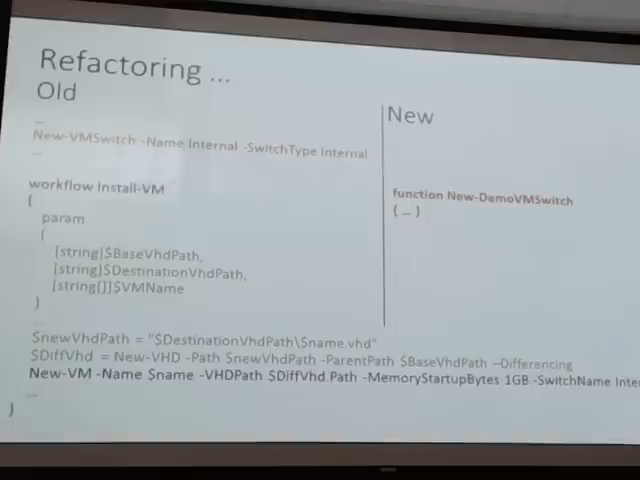 Refactoring ...
Old
...
New-VMSwitch -Name Internal -SwitchType Internal
...
workflow Install-VM
{
param
(
[string]$BaseVhdPath,
[string]$DestinationVhdPath,
[string[]]$VMName
)
...
$newVhdPath = "$DestinationVhdPath\$name.vhd"
$DiffVhd = New-VHD -Path $newVhdPath -ParentPath $BaseVhdPath –Differencing
New-VM -Name $name -VHDPath $DiffVhd.Path -MemoryStartupBytes 1GB -SwitchName Inter
...
}
New
function New-DemoVMSwitch
{ ... }